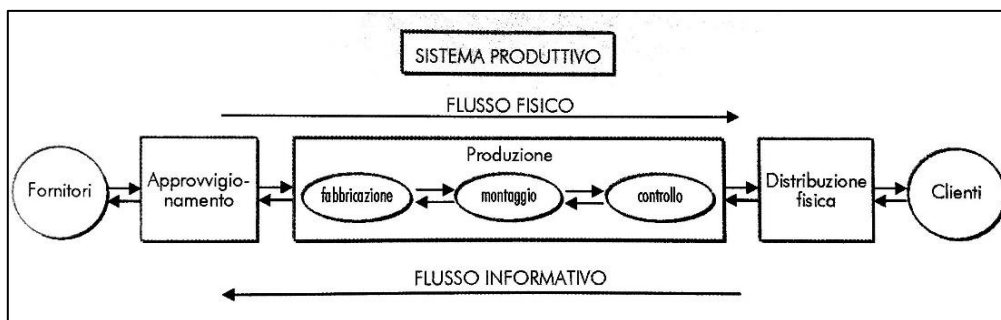 SISTEMA PRODUTTIVO
FLUSSO FISICO
Fornitori
Approvvigio-
namento
Produzione
fabbricazione
montaggio
controllo
Distribuzione
fisica
Clienti
FLUSSO INFORMATIVO